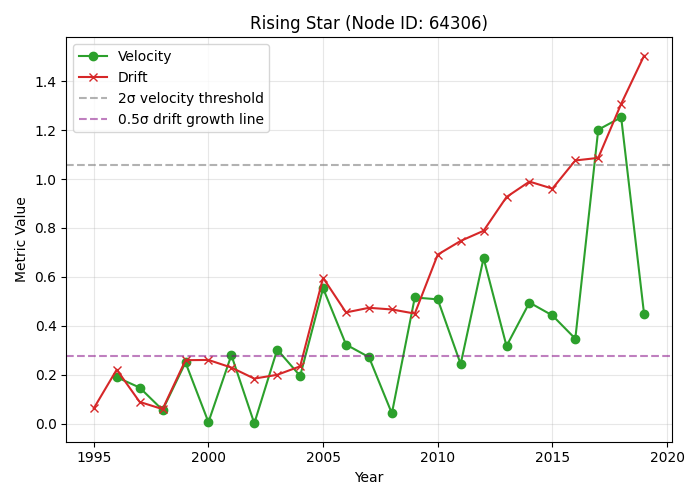 Rising Star (Node ID: 64306)
Velocity
Drift
2σ velocity threshold
0.5σ drift growth line
Metric Value
1.4
1.2
1.0
0.8
0.6
0.4
0.2
0.0
1995 2000 2005 2010 2015 2020
Year